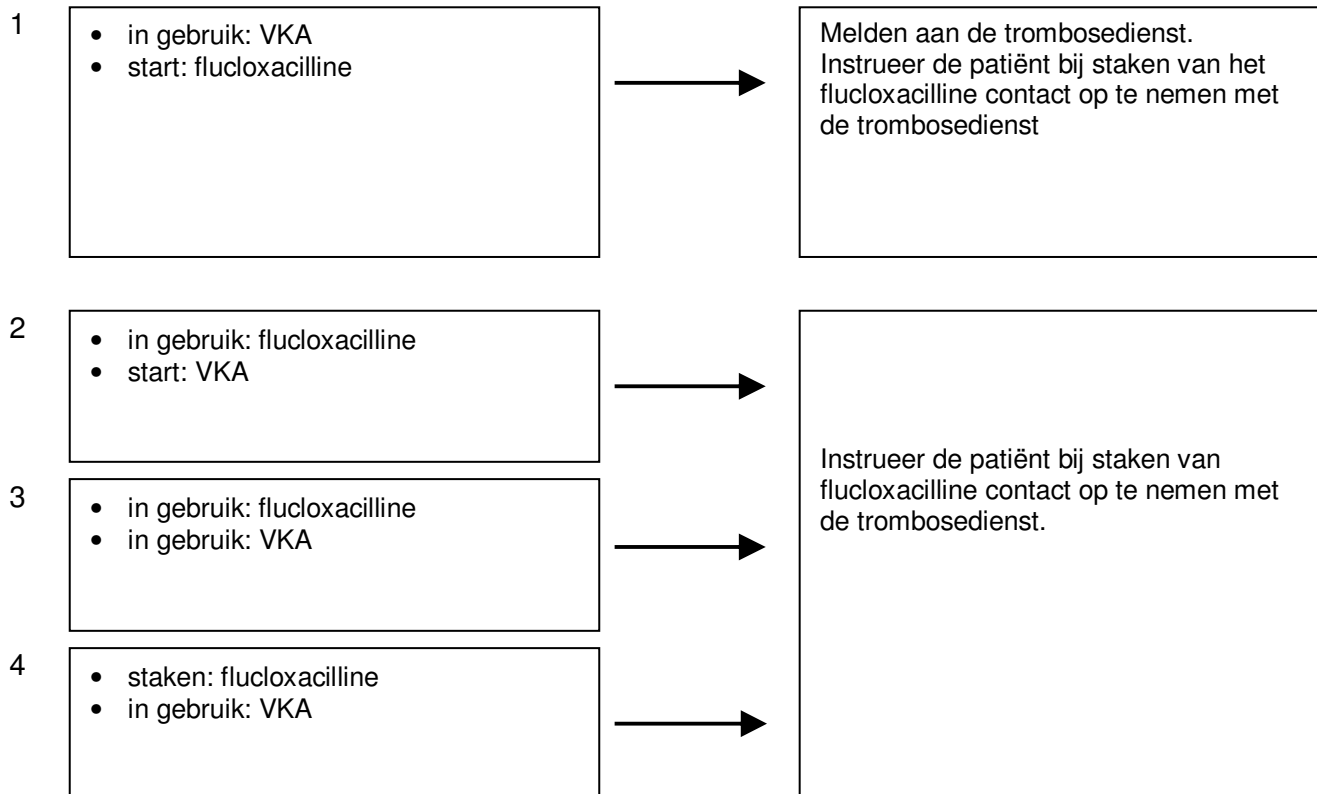 1
• in gebruik: VKA
• start: flucloxacilline
Melden aan de trombosedienst.
Instrueer de patiënt bij staken van het
flucloxacilline contact op te nemen met
de trombosedienst
2
• in gebruik: flucloxacilline
• start: VKA
3
• in gebruik: flucloxacilline
• in gebruik: VKA
4
• staken: flucloxacilline
• in gebruik: VKA
Instrueer de patiënt bij staken van
flucloxacilline contact op te nemen met
de trombosedienst.